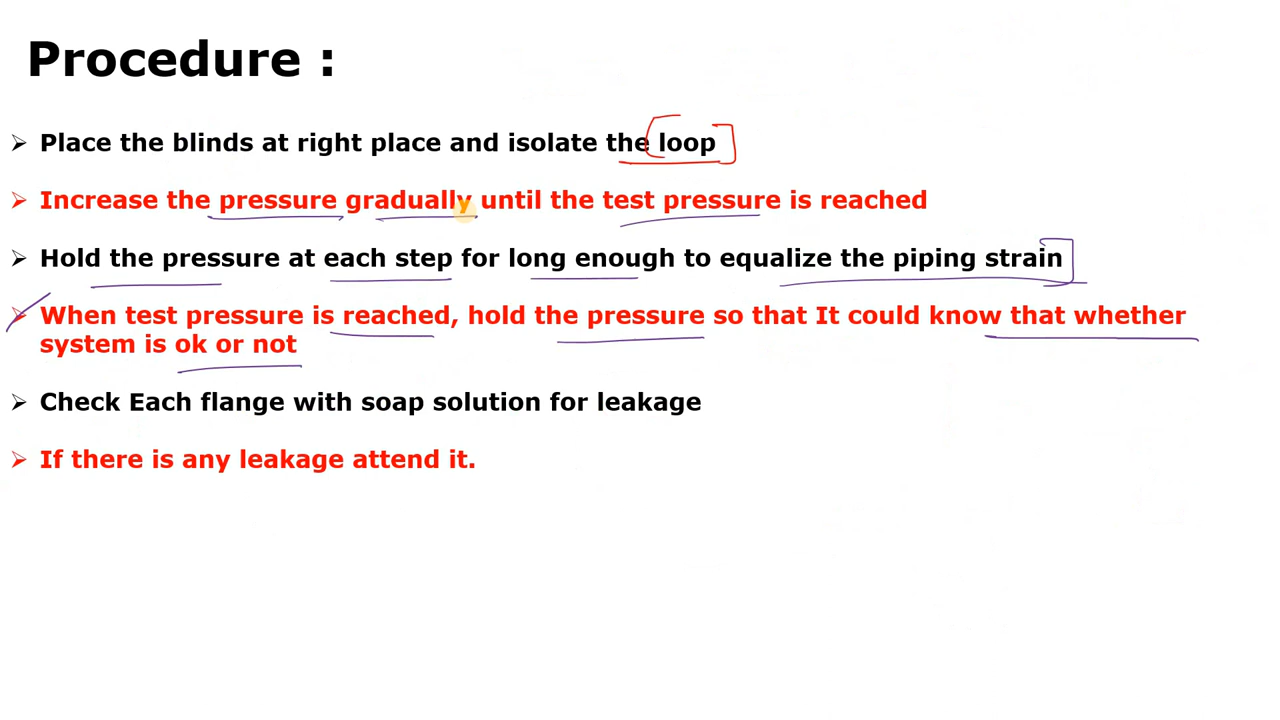 Procedure :
Place the blinds at right place and isolate the loop
Increase the pressure gradually until the test pressure is reached
Hold the pressure at each step for long enough to equalize the piping strain
When test pressure is reached, hold the pressure so that It could know that whether
system is ok or not
Check Each flange with soap solution for leakage
If there is any leakage attend it.